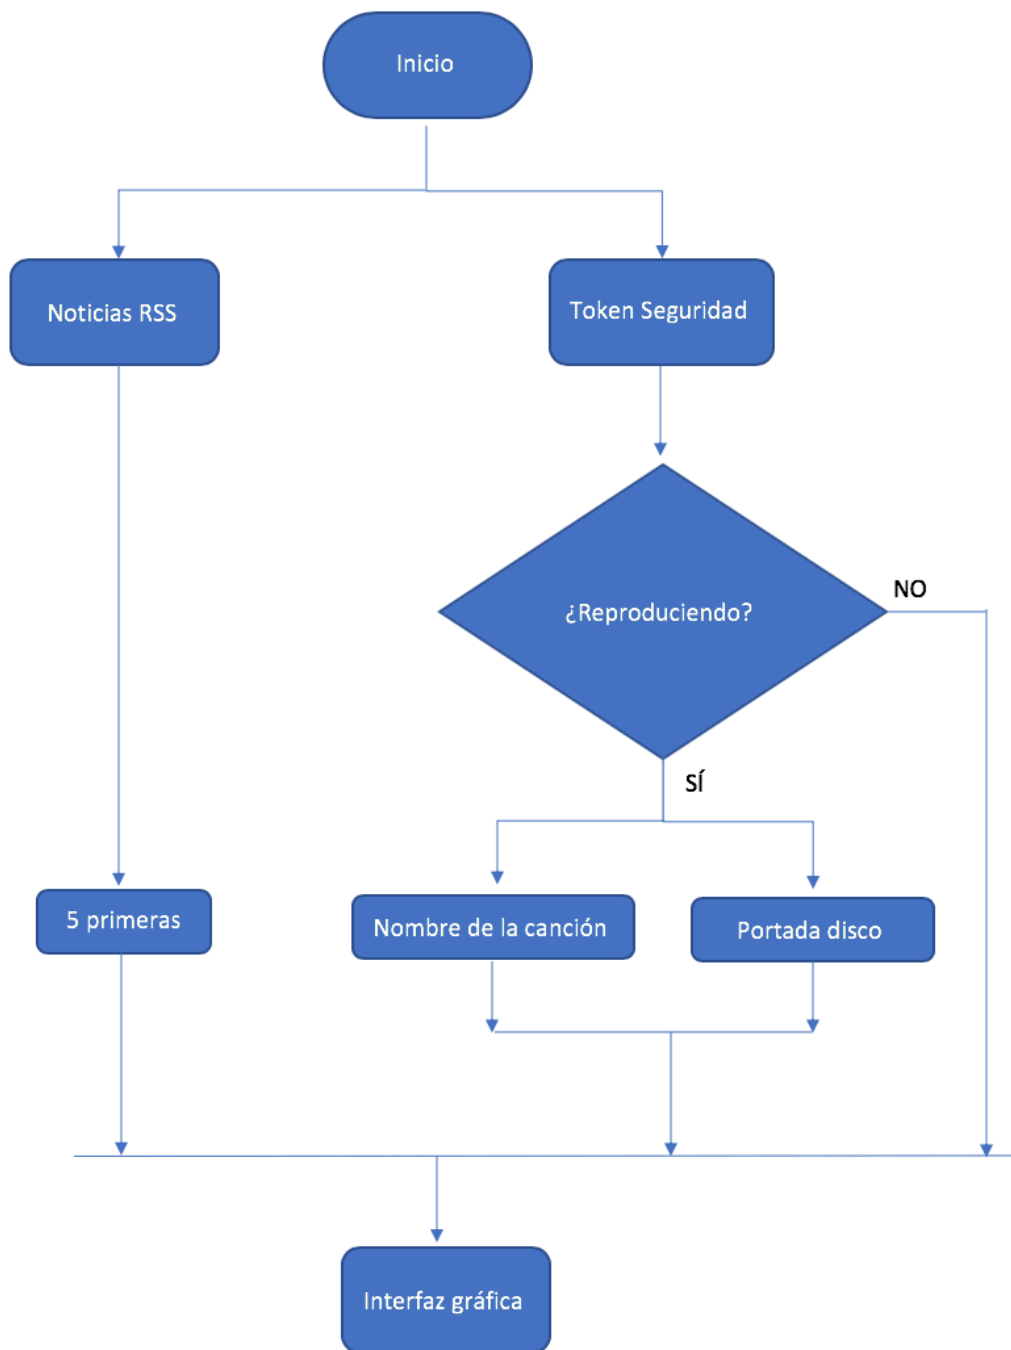 Inicio
Noticias RSS
Token Seguridad
¿Reproduciendo?
NO
SÍ
5 primeras
Nombre de la canción
Portada disco
Interfaz gráfica